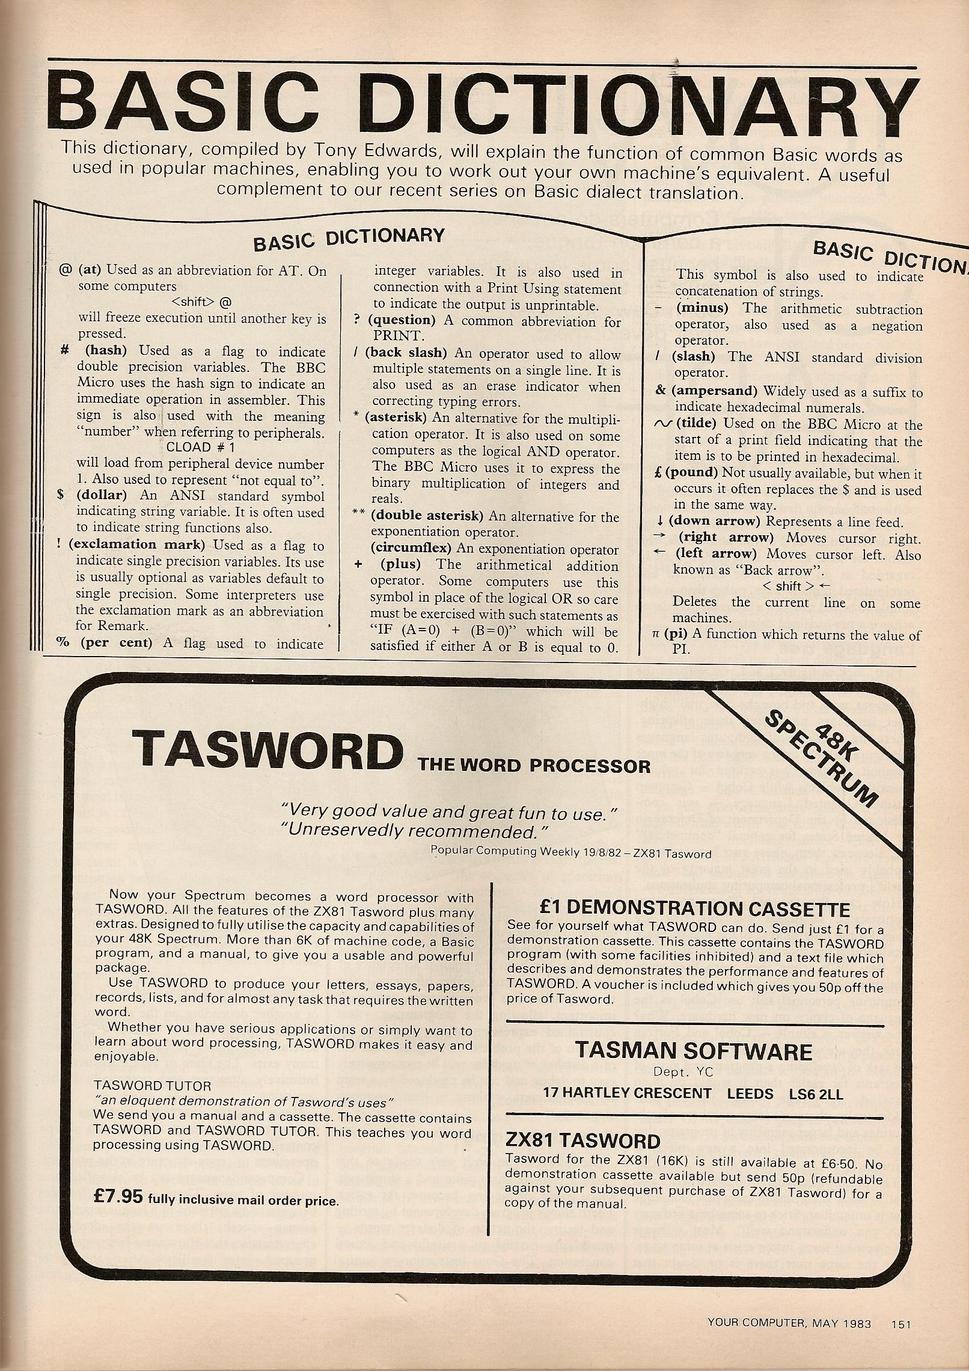 BASIC DICTIONARY
This dictionary, compiled by Tony Edwards, will explain the function of common Basic words as
used in popular machines, enabling you to work out your own machine's equivalent. A useful
complement to our recent series on Basic dialect translation.
BASIC DICTIONARY
@ (at) Used as an abbreviation for AT. On
some computers
<shift> @
will freeze execution until another key is
pressed.
# (hash) Used as a flag to indicate
double precision variables. The BBC
Micro uses the hash sign to indicate an
immediate operation in assembler. This
sign is also used with the meaning
“number” when referring to peripherals.
CLOAD # 1
will load from peripheral device number
1. Also used to represent “not equal to”.
$ (dollar) An ANSI standard symbol
indicating string variable. It is often used
to indicate string functions also.
! (exclamation mark) Used as a flag to
indicate single precision variables. Its use
is usually optional as variables default to
single precision. Some interpreters use
the exclamation mark as an abbreviation
for Remark.
% (per cent) A flag used to indicate
integer variables. It is also used in
connection with a Print Using statement
to indicate the output is unprintable.
? (question) A common abbreviation for
PRINT.
/ (back slash) An operator used to allow
multiple statements on a single line. It is
also used as an erase indicator when
correcting typing errors.
* (asterisk) An alternative for the multipli-
cation operator. It is also used on some
computers as the logical AND operator.
The BBC Micro uses it to express the
binary multiplication of integers and
reals.
** (double asterisk) An alternative for the
exponentiation operator.
(circumflex) An exponentiation operator
+ (plus) The arithmetical addition
operator. Some computers use this
symbol in place of the logical OR so care
must be exercised with such statements as
“IF (A=0) + (B=0)” which will be
satisfied if either A or B is equal to 0.
BASIC DICTION
This symbol is also used to indicate
concatenation of strings.
– (minus) The arithmetic subtraction
operator, also used as a negation
operator.
/ (slash) The ANSI standard division
operator.
& (ampersand) Widely used as a suffix to
indicate hexadecimal numerals.
~ (tilde) Used on the BBC Micro at the
start of a print field indicating that the
item is to be printed in hexadecimal.
£ (pound) Not usually available, but when it
occurs it often replaces the $ and is used
in the same way.
↓ (down arrow) Represents a line feed.
→ (right arrow) Moves cursor right.
← (left arrow) Moves cursor left. Also
known as “Back arrow”.
< shift > ←
Deletes the current line on some
machines.
π (pi) A function which returns the value of
PI.
48K
SPECTRUM
TASWORD THE WORD PROCESSOR
“Very good value and great fun to use.”
“Unreservedly recommended.”
Popular Computing Weekly 19/8/82 – ZX81 Tasword
Now your Spectrum becomes a word processor with
TASWORD. All the features of the ZX81 Tasword plus many
extras. Designed to fully utilise the capacity and capabilities of
your 48K Spectrum. More than 6K of machine code, a Basic
program, and a manual, to give you a usable and powerful
package.
Use TASWORD to produce your letters, essays, papers,
records, lists, and for almost any task that requires the written
word.
Whether you have serious applications or simply want to
learn about word processing, TASWORD makes it easy and
enjoyable.
TASWORD TUTOR
“an eloquent demonstration of Tasword's uses”
We send you a manual and a cassette. The cassette contains
TASWORD and TASWORD TUTOR. This teaches you word
processing using TASWORD.
£7.95 fully inclusive mail order price.
£1 DEMONSTRATION CASSETTE
See for yourself what TASWORD can do. Send just £1 for a
demonstration cassette. This cassette contains the TASWORD
program (with some facilities inhibited) and a text file which
describes and demonstrates the performance and features of
TASWORD. A voucher is included which gives you 50p off the
price of Tasword.
TASMAN SOFTWARE
Dept. YC
17 HARTLEY CRESCENT LEEDS LS6 2LL
ZX81 TASWORD
Tasword for the ZX81 (16K) is still available at £6·50. No
demonstration cassette available but send 50p (refundable
against your subsequent purchase of ZX81 Tasword) for a
copy of the manual.
YOUR COMPUTER, MAY 1983 151